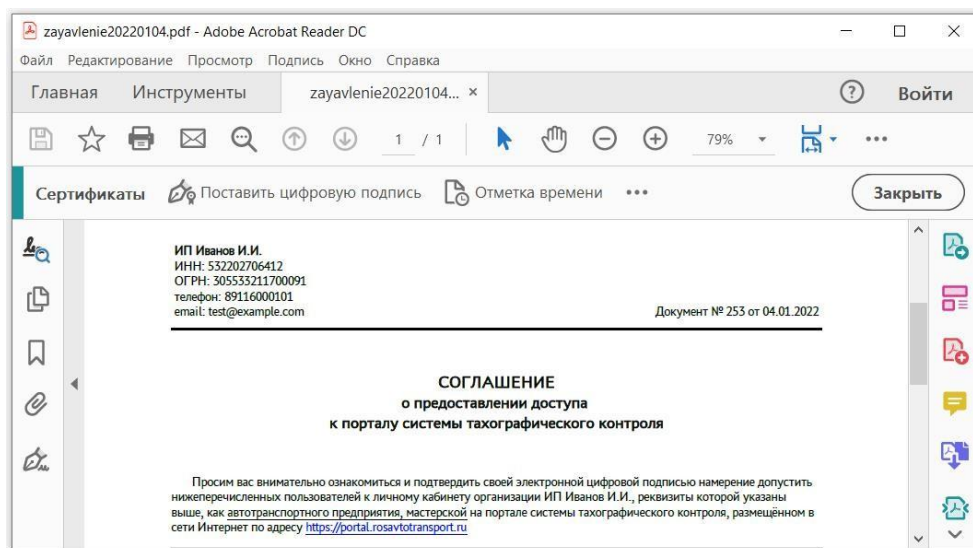 zayavlenie20220104.pdf - Adobe Acrobat Reader DC
Файл Редактирование Просмотр Подпись Окно Справка
Главная Инструменты zayavlenie20220104... × ? Войти
1 / 1 79%
Сертификаты Поставить цифровую подпись Отметка времени Закрыть
ИП Иванов И.И.
ИНН: 532202706412
ОГРН: 305533211700091
телефон: 89116000101
email: test@example.com Документ № 253 от 04.01.2022
СОГЛАШЕНИЕ
о предоставлении доступа
к порталу системы тахографического контроля
Просим вас внимательно ознакомиться и подтвердить своей электронной цифровой подписью намерение допустить
нижеперечисленных пользователей к личному кабинету организации ИП Иванов И.И., реквизиты которой указаны
выше, как автотранспортного предприятия, мастерской на портале системы тахографического контроля, размещённом в
сети Интернет по адресу https://portal.rosavtotransport.ru